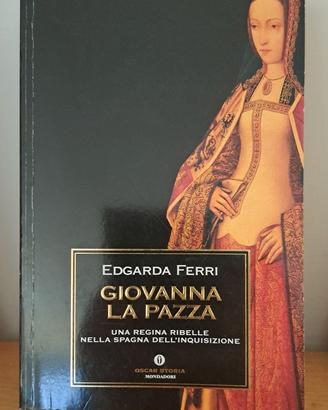 EDGARDA FERRI
GIOVANNA
LA PAZZA
UNA REGINA RIBELLE
NELLA SPAGNA DELL'INQUISIZIONE
OSCAR STORIA
MONDADORI